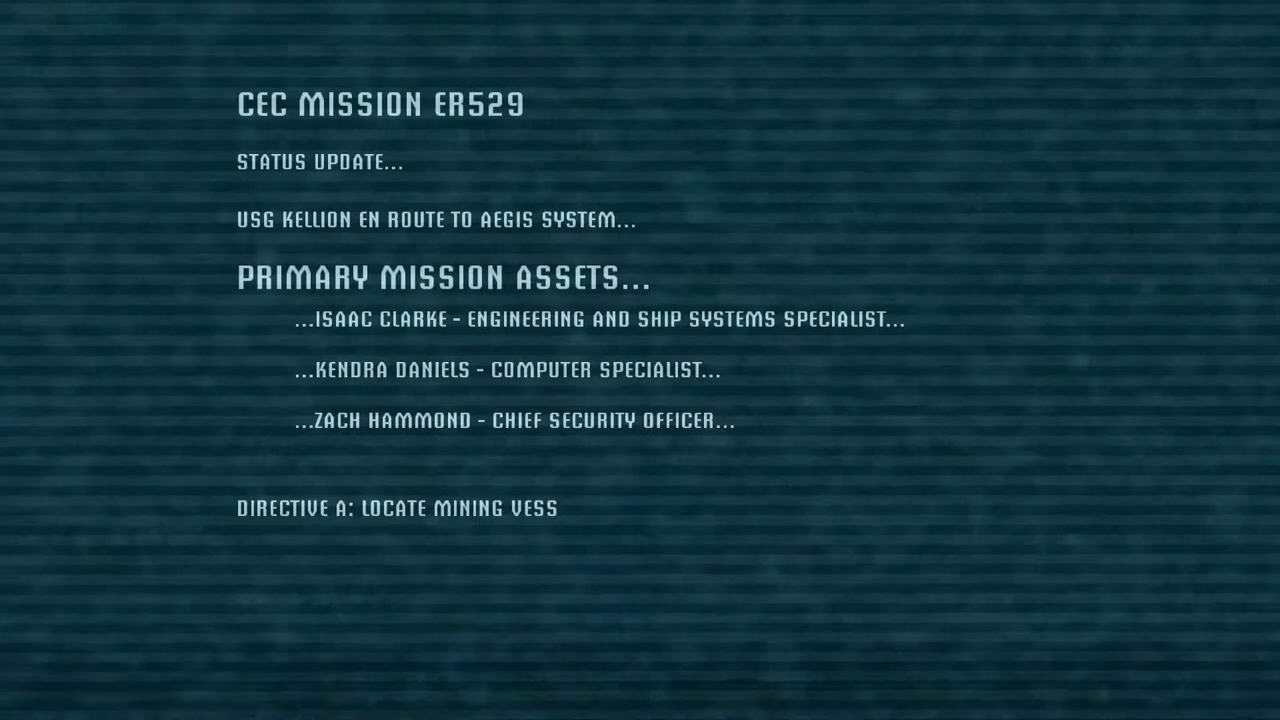 CEC MISSION ER529
STATUS UPDATE...
USG KELLION EN ROUTE TO AEGIS SYSTEM...
PRIMARY MISSION ASSETS...
...ISAAC CLARKE - ENGINEERING AND SHIP SYSTEMS SPECIALIST...
...KENDRA DANIELS - COMPUTER SPECIALIST...
...ZACH HAMMOND - CHIEF SECURITY OFFICER...
DIRECTIVE A: LOCATE MINING VESS